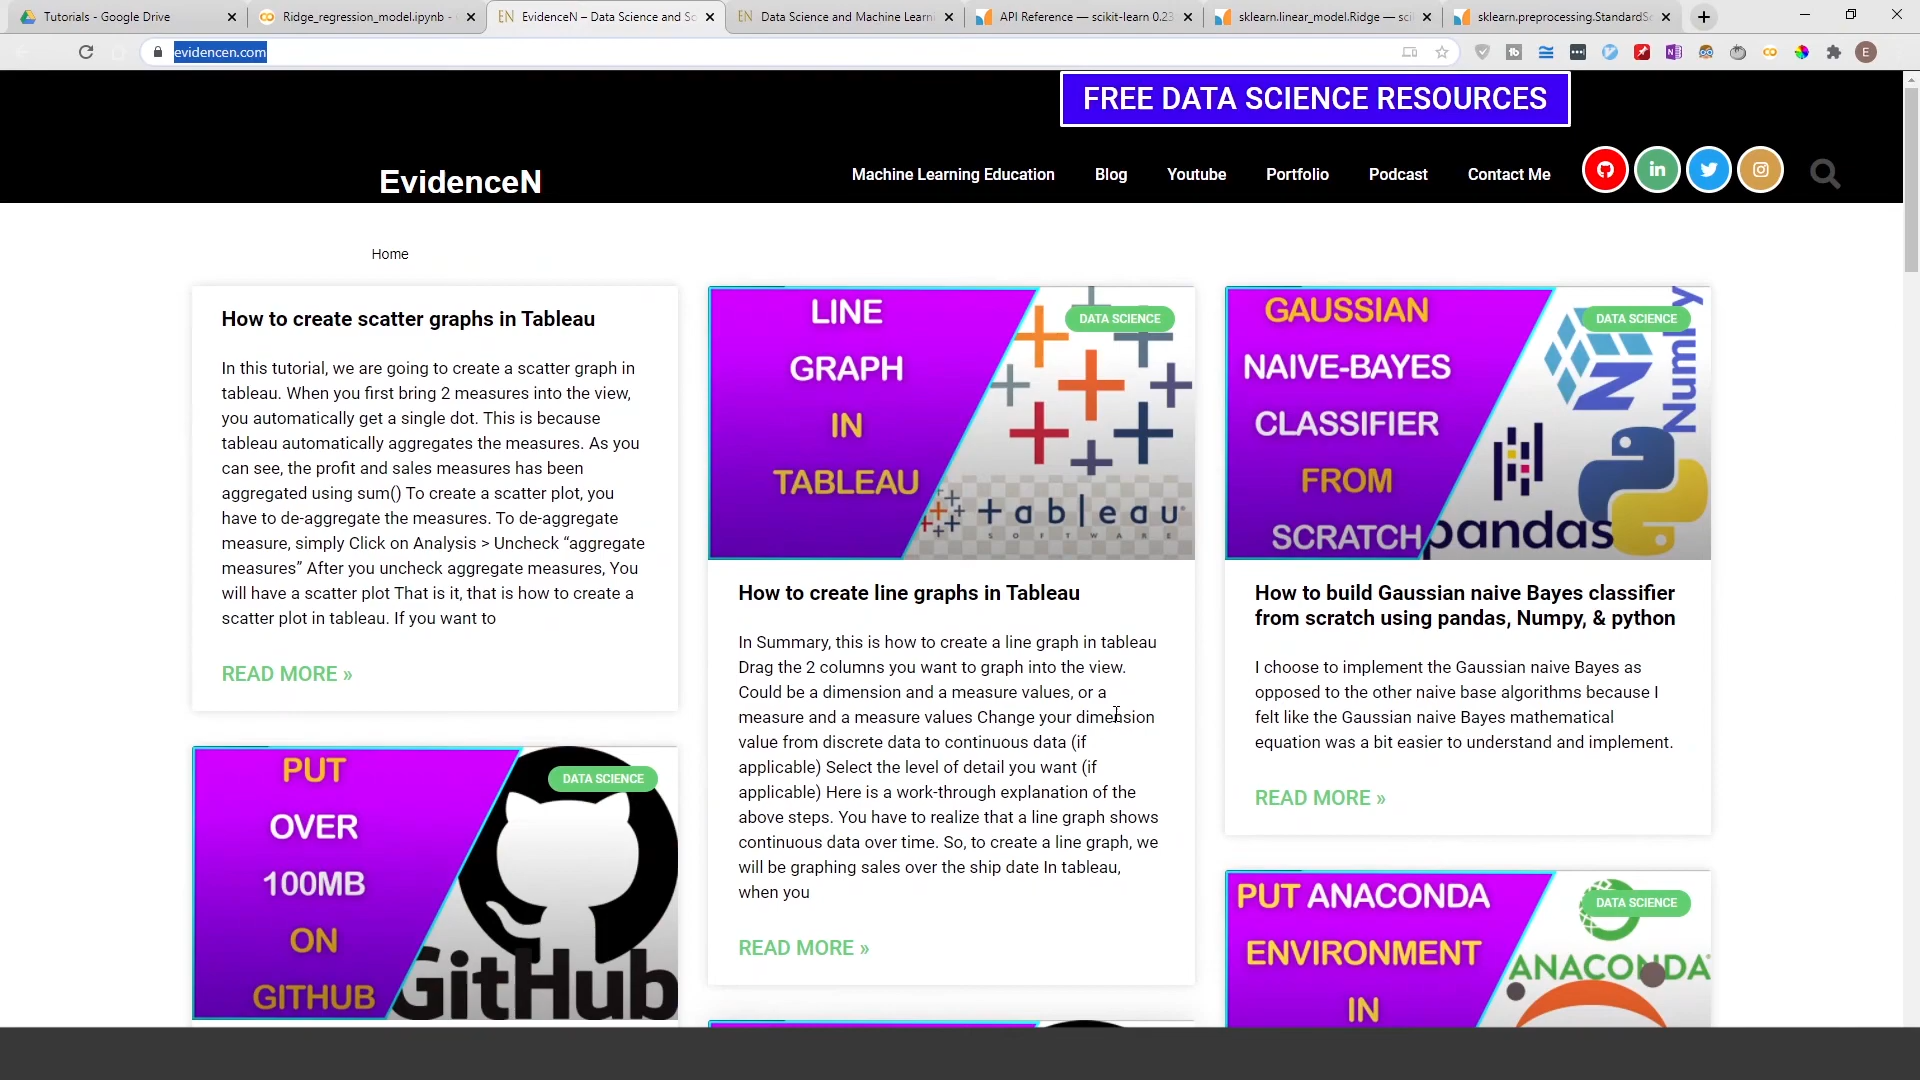 Tutorials - Google Drive
Ridge_regression_model.ipynb -
EN EvidenceN – Data Science and So
EN Data Science and Machine Learni
API Reference — scikit-learn 0.23
sklearn.linear_model.Ridge — sci
sklearn.preprocessing.StandardSc
evidencen.com
E
FREE DATA SCIENCE RESOURCES
EvidenceN
Machine Learning Education
Blog
Youtube
Portfolio
Podcast
Contact Me
Home
How to create scatter graphs in Tableau
In this tutorial, we are going to create a scatter graph in
tableau. When you first bring 2 measures into the view,
you automatically get a single dot. This is because
tableau automatically aggregates the measures. As you
can see, the profit and sales measures has been
aggregated using sum() To create a scatter plot, you
have to de-aggregate the measures. To de-aggregate
measure, simply Click on Analysis > Uncheck “aggregate
measures” After you uncheck aggregate measures, You
will have a scatter plot That is it, that is how to create a
scatter plot in tableau. If you want to
READ MORE »
PUT
OVER
100MB
ON
GITHUB
DATA SCIENCE
GitHub
LINE
GRAPH
IN
TABLEAU
DATA SCIENCE
+ a b l e a u
S O F T W A R E
How to create line graphs in Tableau
In Summary, this is how to create a line graph in tableau
Drag the 2 columns you want to graph into the view.
Could be a dimension and a measure values, or a
measure and a measure values Change your dimension
value from discrete data to continuous data (if
applicable) Select the level of detail you want (if
applicable) Here is a work-through explanation of the
above steps. You have to realize that a line graph shows
continuous data over time. So, to create a line graph, we
will be graphing sales over the ship date In tableau,
when you
READ MORE »
GAUSSIAN
NAIVE-BAYES
CLASSIFIER
FROM
SCRATCH
DATA SCIENCE
NumPy
pandas
How to build Gaussian naive Bayes classifier
from scratch using pandas, Numpy, & python
I choose to implement the Gaussian naive Bayes as
opposed to the other naive base algorithms because I
felt like the Gaussian naive Bayes mathematical
equation was a bit easier to understand and implement.
READ MORE »
PUT ANACONDA
ENVIRONMENT
IN
DATA SCIENCE
ANACONDA